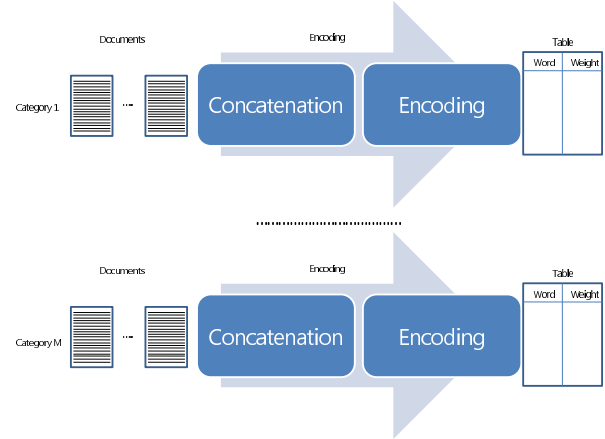 Documents
Encoding
Table
Word Weight
Category 1
....
Concatenation
Encoding
.......................................
Documents
Encoding
Table
Word Weight
Category M
....
Concatenation
Encoding